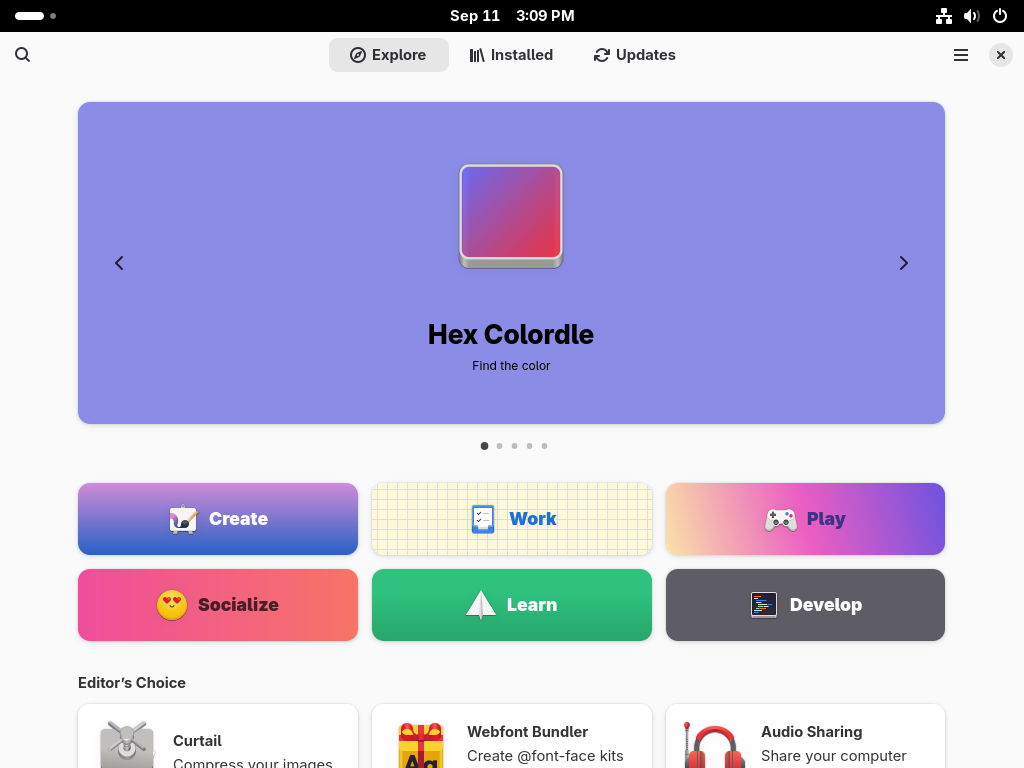 Sep 11 3:09 PM
Explore Installed Updates
Hex Colordle
Find the color
Create Work Play
Socialize Learn Develop
Editor’s Choice
Curtail
Compress your images
Aa
Webfont Bundler
Create @font-face kits
Audio Sharing
Share your computer